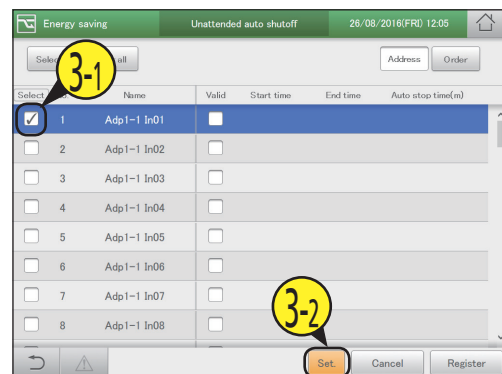 Energy saving Unattended auto shutoff 26/08/2016(FRI) 12:05
all Address Order
3-1
Select Name Valid Start time End time Auto stop time(m)
1 Adp1-1 In01
2 Adp1-1 In02
3 Adp1-1 In03
4 Adp1-1 In04
5 Adp1-1 In05
6 Adp1-1 In06
7 Adp1-1 In07
8 Adp1-1 In08
3-2
Set. Cancel Register